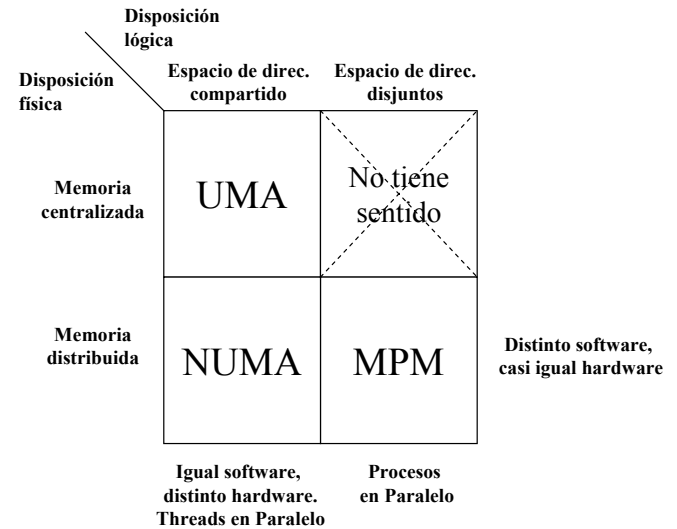 Disposición
lógica
Disposición
física
Espacio de direc.
compartido
Espacio de direc.
disjuntos
Memoria
centralizada
UMA
No tiene
sentido
Memoria
distribuida
NUMA
MPM
Distinto software,
casi igual hardware
Igual software,
distinto hardware.
Threads en Paralelo
Procesos
en Paralelo